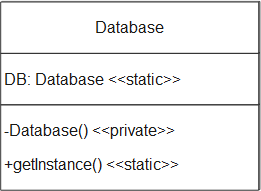 Database
DB: Database <<static>>
-Database() <<private>>
+getInstance() <<static>>